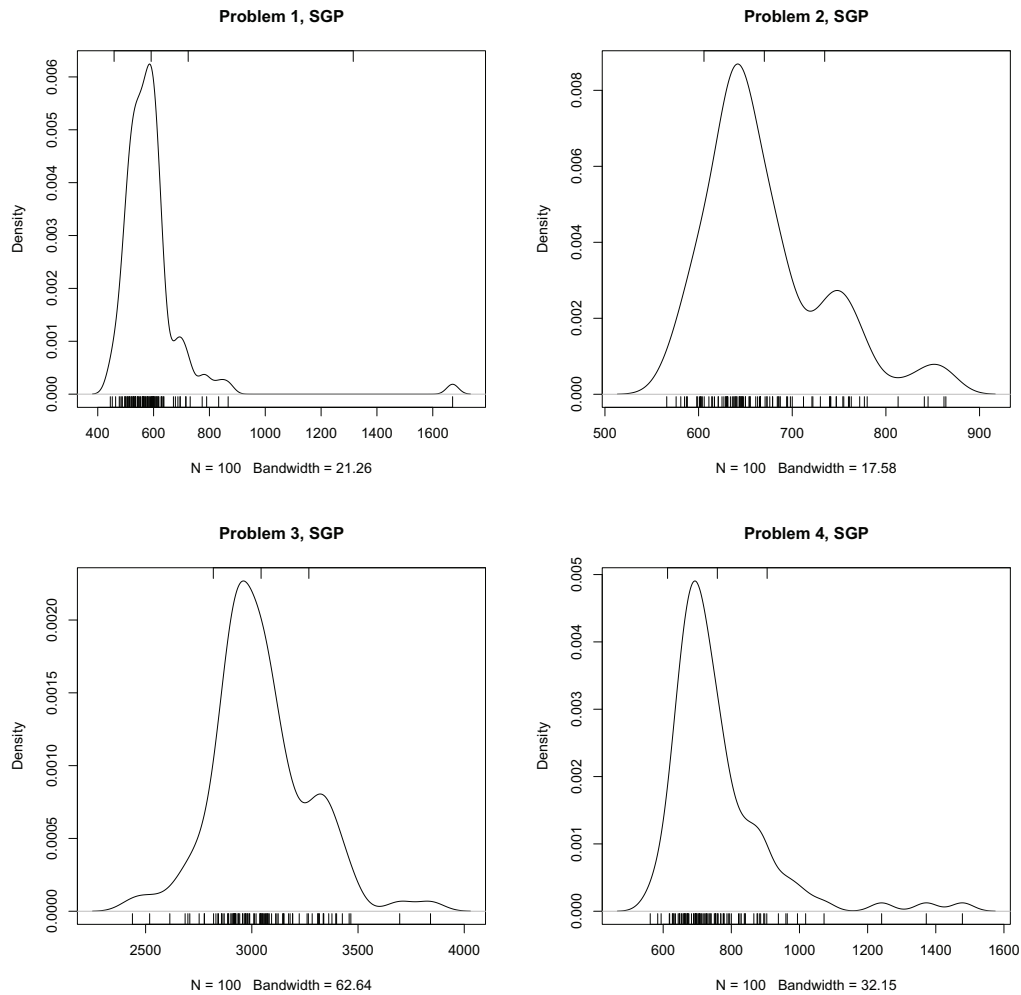 Problem 1, SGP
Density
0.000 0.001 0.002 0.003 0.004 0.005 0.006
400 600 800 1000 1200 1400 1600
N = 100 Bandwidth = 21.26
Problem 2, SGP
Density
0.000 0.002 0.004 0.006 0.008
500 600 700 800 900
N = 100 Bandwidth = 17.58
Problem 3, SGP
Density
0.0000 0.0005 0.0010 0.0015 0.0020
2500 3000 3500 4000
N = 100 Bandwidth = 62.64
Problem 4, SGP
Density
0.000 0.001 0.002 0.003 0.004 0.005
600 800 1000 1200 1400 1600
N = 100 Bandwidth = 32.15